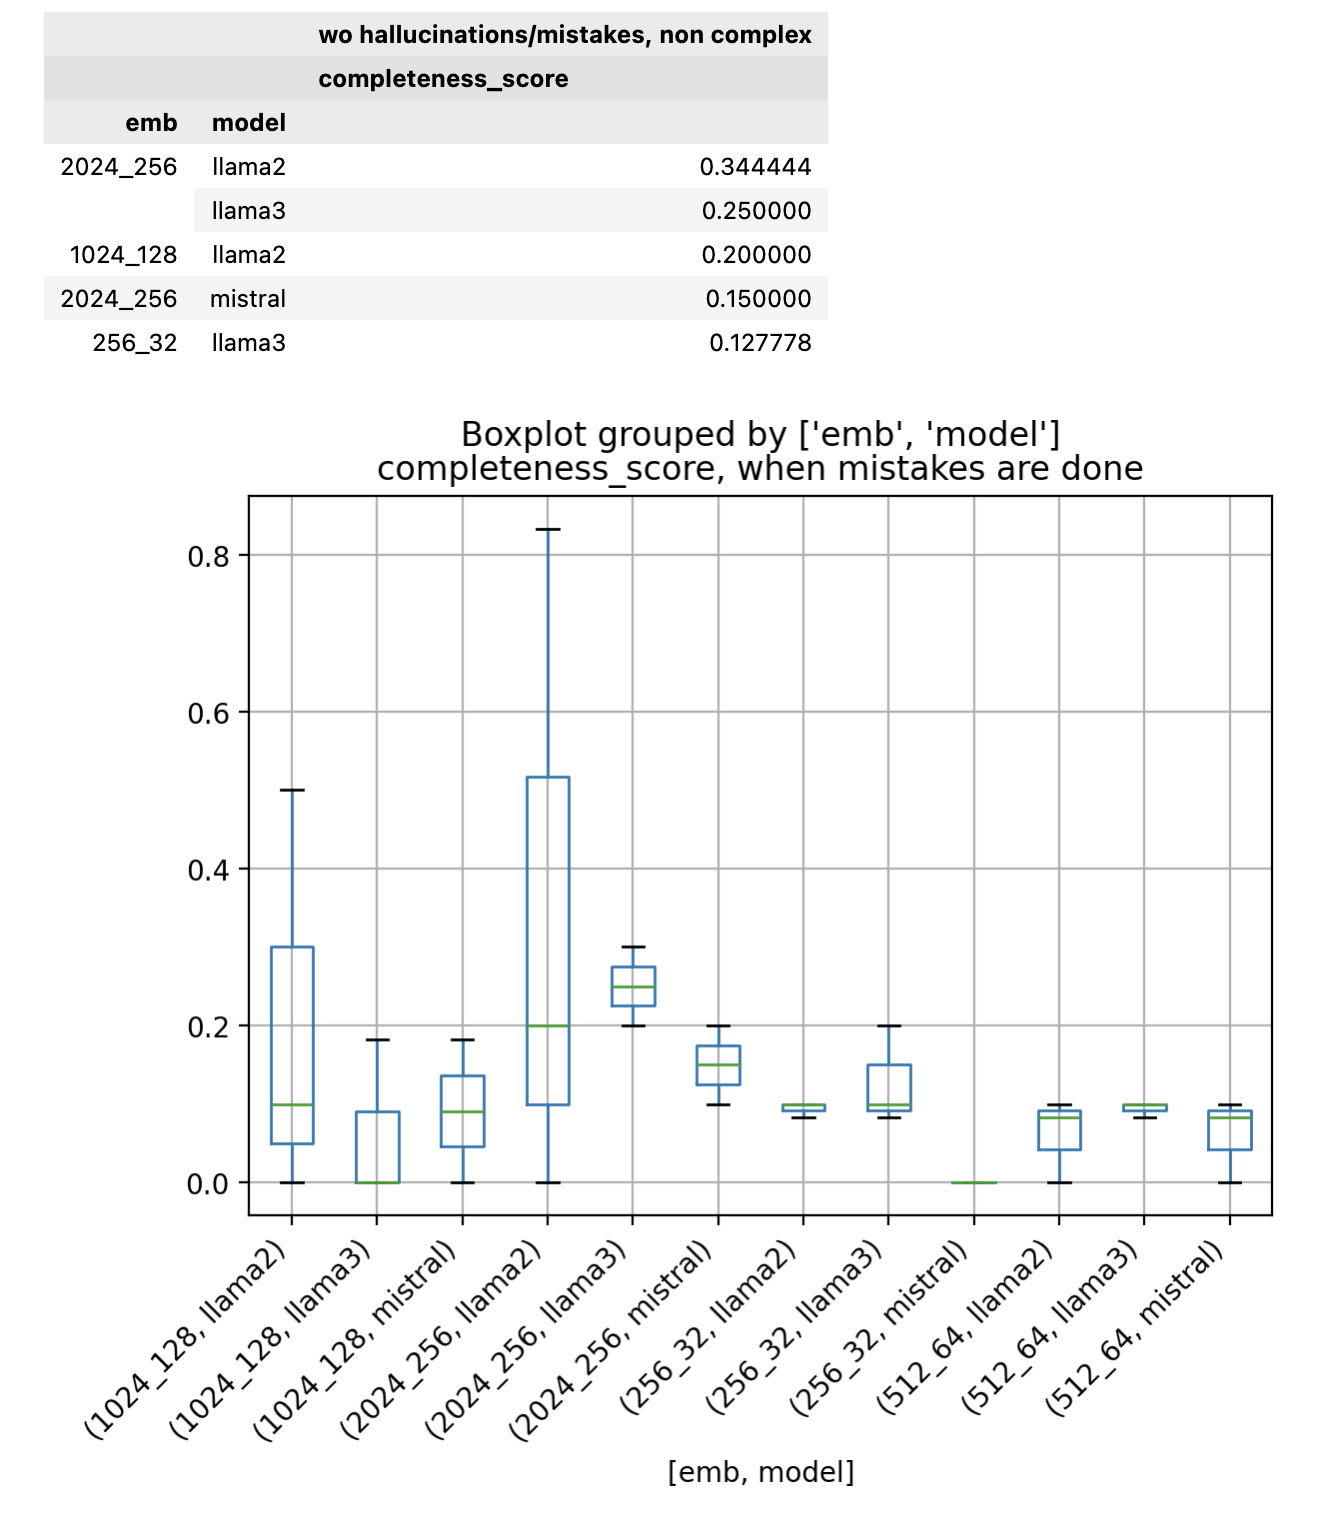 wo hallucinations/mistakes, non complex
completeness_score
emb model
2024_256 llama2 0.344444
llama3 0.250000
1024_128 llama2 0.200000
2024_256 mistral 0.150000
256_32 llama3 0.127778
Boxplot grouped by ['emb', 'model']
completeness_score, when mistakes are done
0.8
0.6
0.4
0.2
0.0
(1024_128, llama2)
(1024_128, llama3)
(1024_128, mistral)
(2024_256, llama2)
(2024_256, llama3)
(2024_256, mistral)
(256_32, llama2)
(256_32, llama3)
(256_32, mistral)
(512_64, llama2)
(512_64, llama3)
(512_64, mistral)
[emb, model]